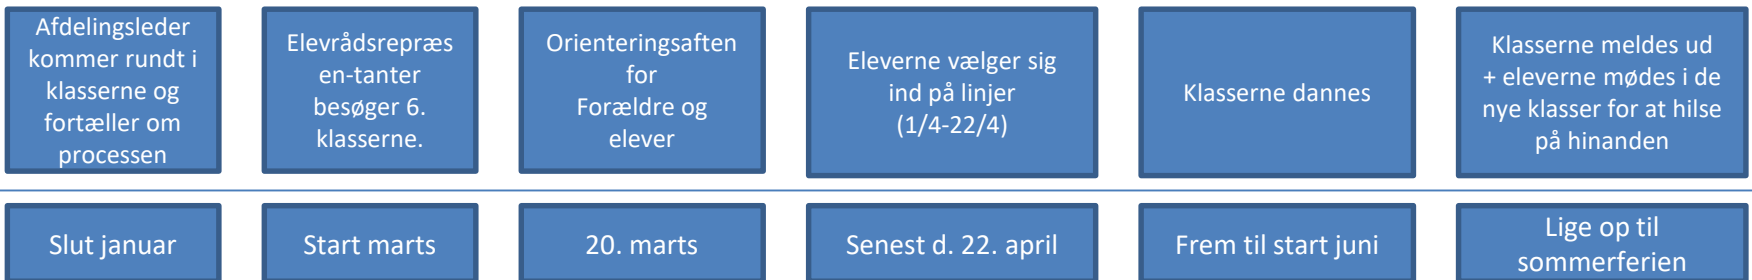 Afdelingsleder
kommer rundt i
klasserne og
fortæller om
processen
Elevrådsrepræs
en-tanter
besøger 6.
klasserne.
Orienteringsaften
for
Forældre og
elever
Eleverne vælger sig
ind på linjer
(1/4-22/4)
Klasserne dannes
Klasserne meldes ud
+ eleverne mødes i de
nye klasser for at hilse
på hinanden
Slut januar
Start marts
20. marts
Senest d. 22. april
Frem til start juni
Lige op til
sommerferien